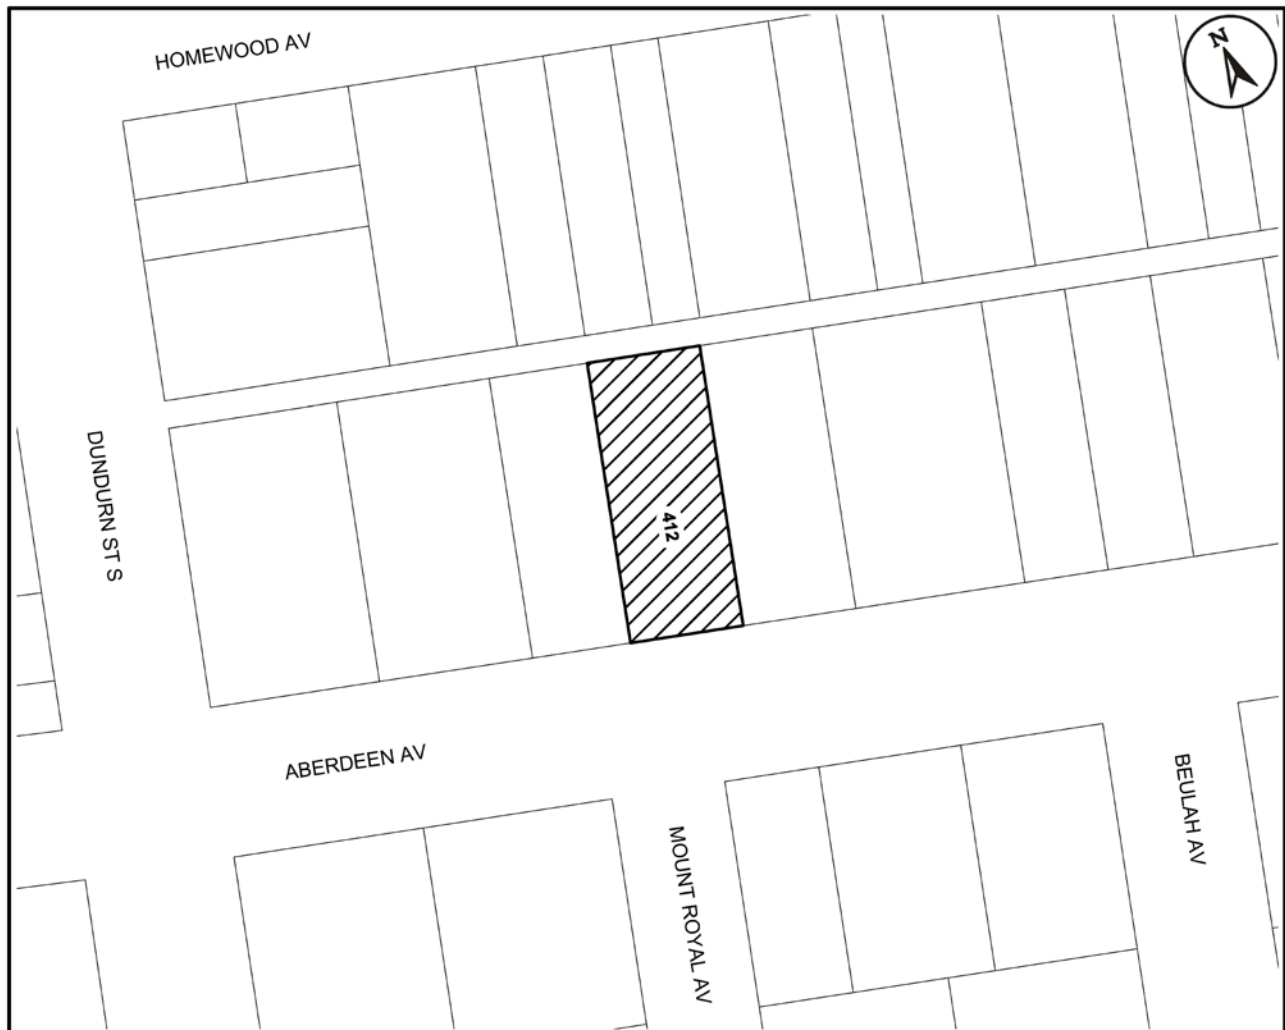 HOMEWOOD AV
N
DUNDURN ST S
412
ABERDEEN AV
MOUNT ROYAL AV
BEULAH AV